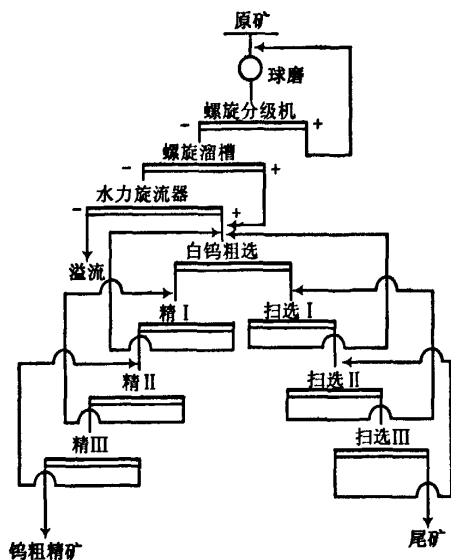 原矿
球磨
螺旋分级机
- +
螺旋溜槽
- +
水力旋流器
- +
溢流
白钨粗选
精Ⅰ 扫选Ⅰ
精Ⅱ 扫选Ⅱ
精Ⅲ 扫选Ⅲ
钨粗精矿 尾矿